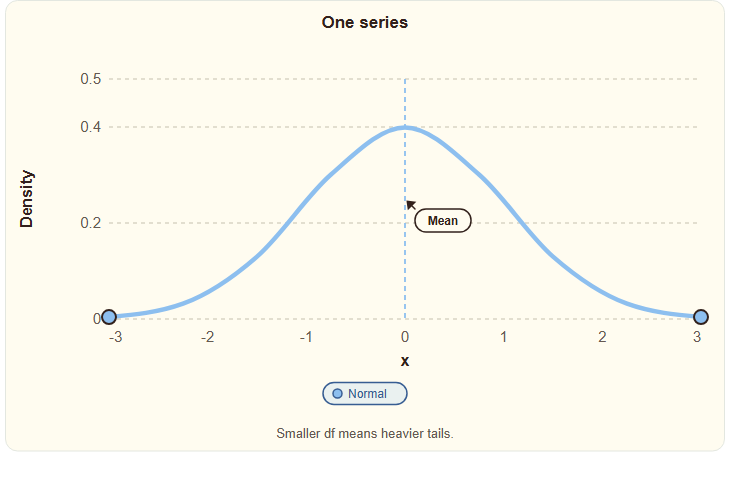 One series
0.5
0.4
0.2
0
Density
Mean
-3 -2 -1 0 1 2 3
x
Normal
Smaller df means heavier tails.